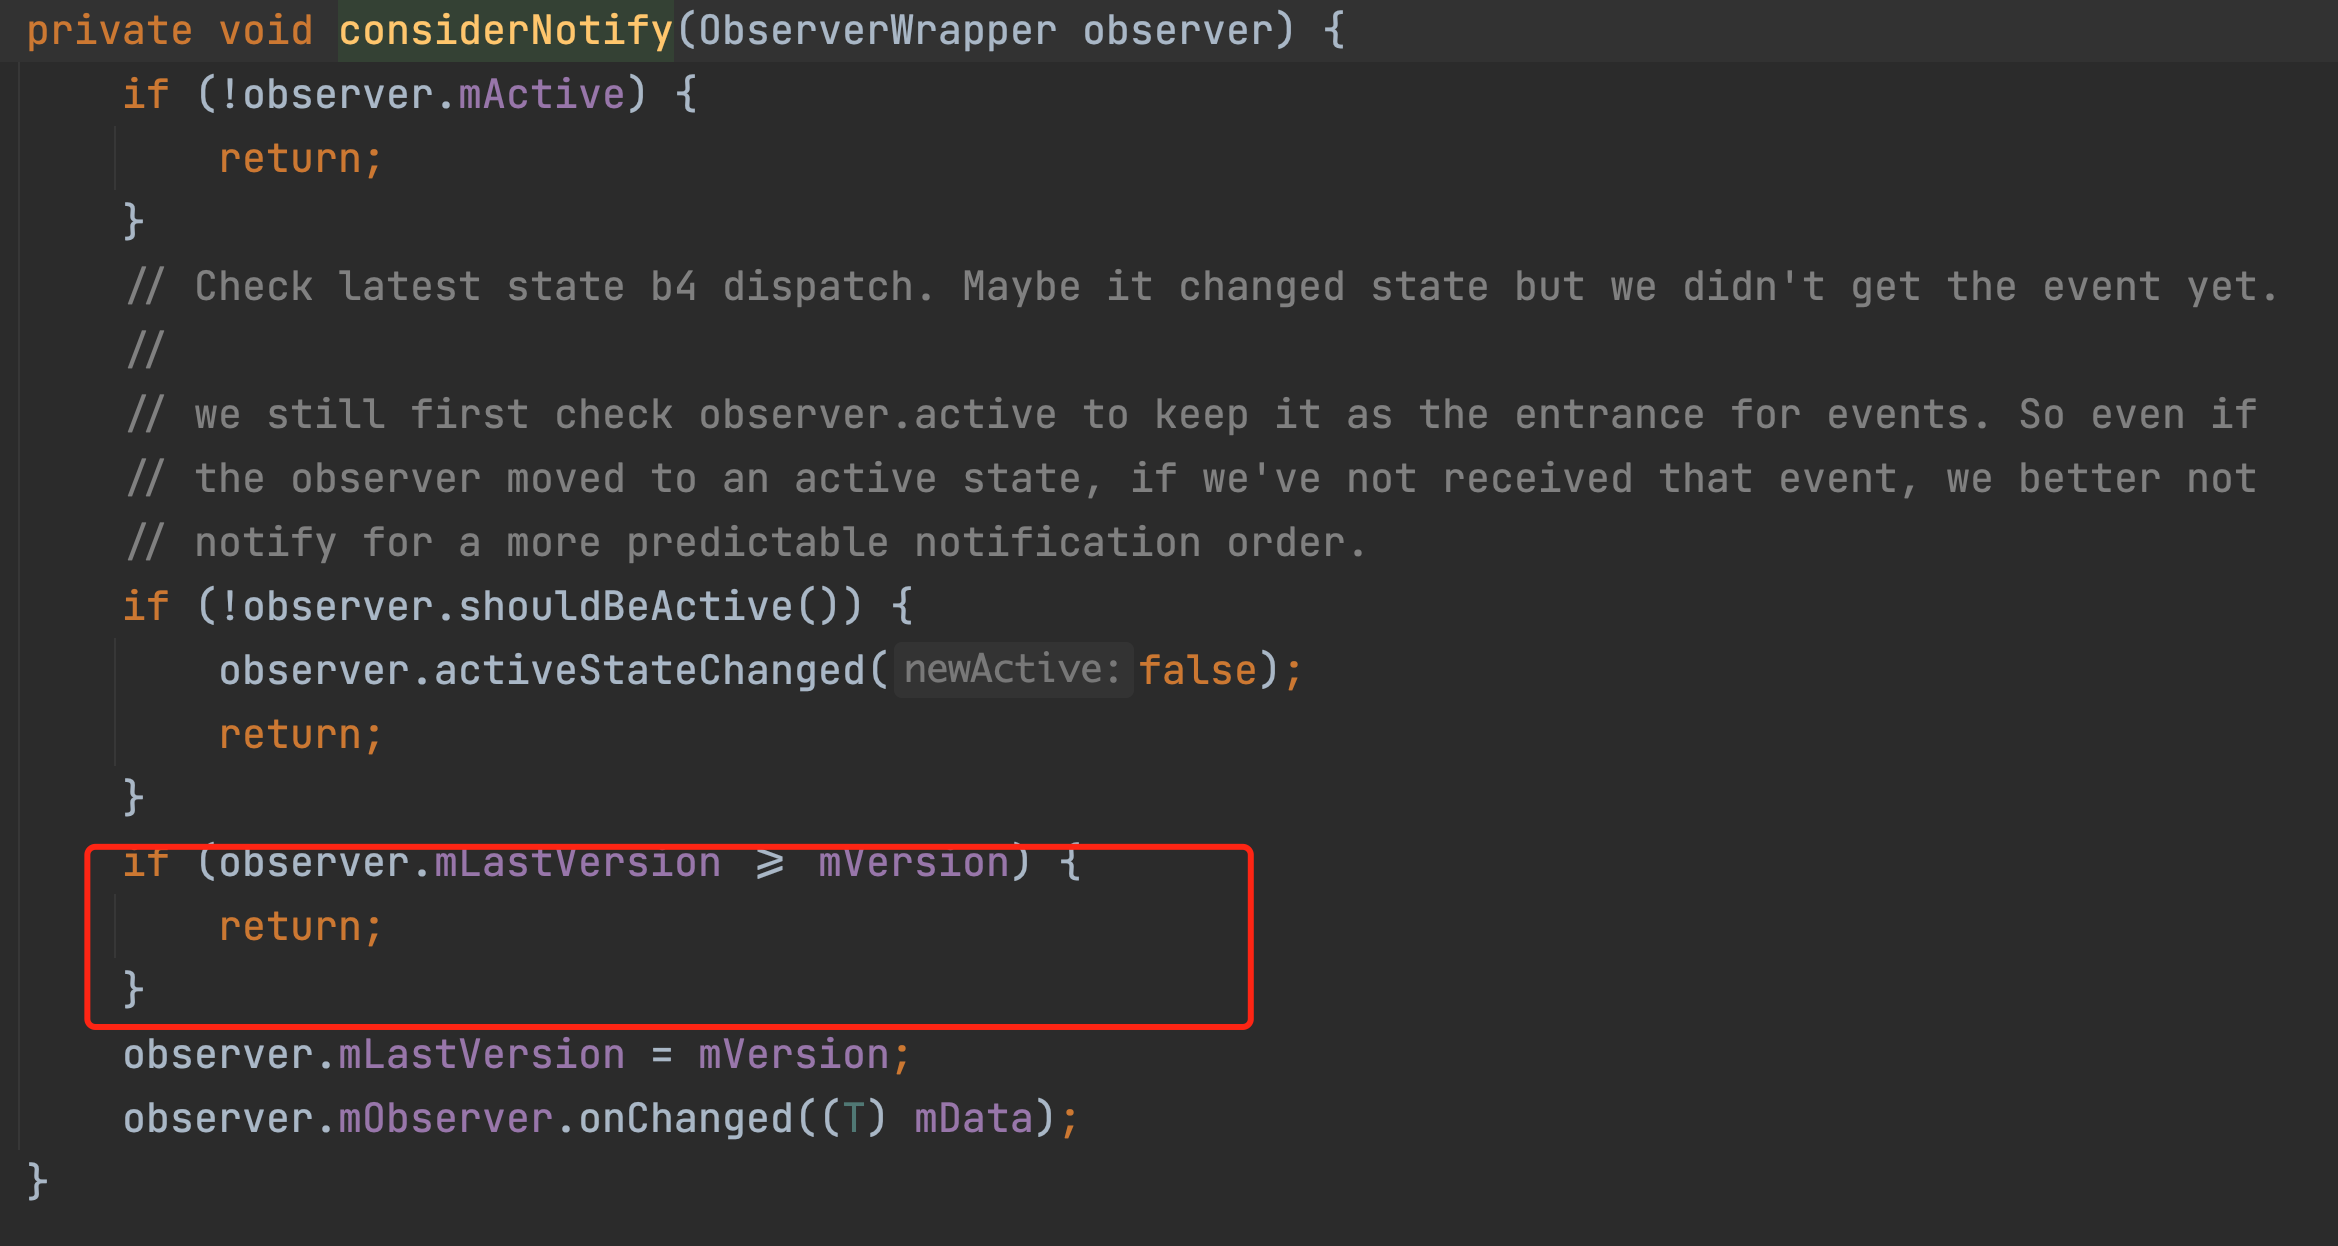 private void considerNotify(ObserverWrapper observer) {
if (!observer.mActive) {
return;
}
// Check latest state b4 dispatch. Maybe it changed state but we didn't get the event yet.
//
// we still first check observer.active to keep it as the entrance for events. So even if
// the observer moved to an active state, if we've not received that event, we better not
// notify for a more predictable notification order.
if (!observer.shouldBeActive()) {
observer.activeStateChanged( newActive: false);
return;
}
if (observer.mLastVersion >= mVersion) {
return;
}
observer.mLastVersion = mVersion;
observer.mObserver.onChanged((T) mData);
}